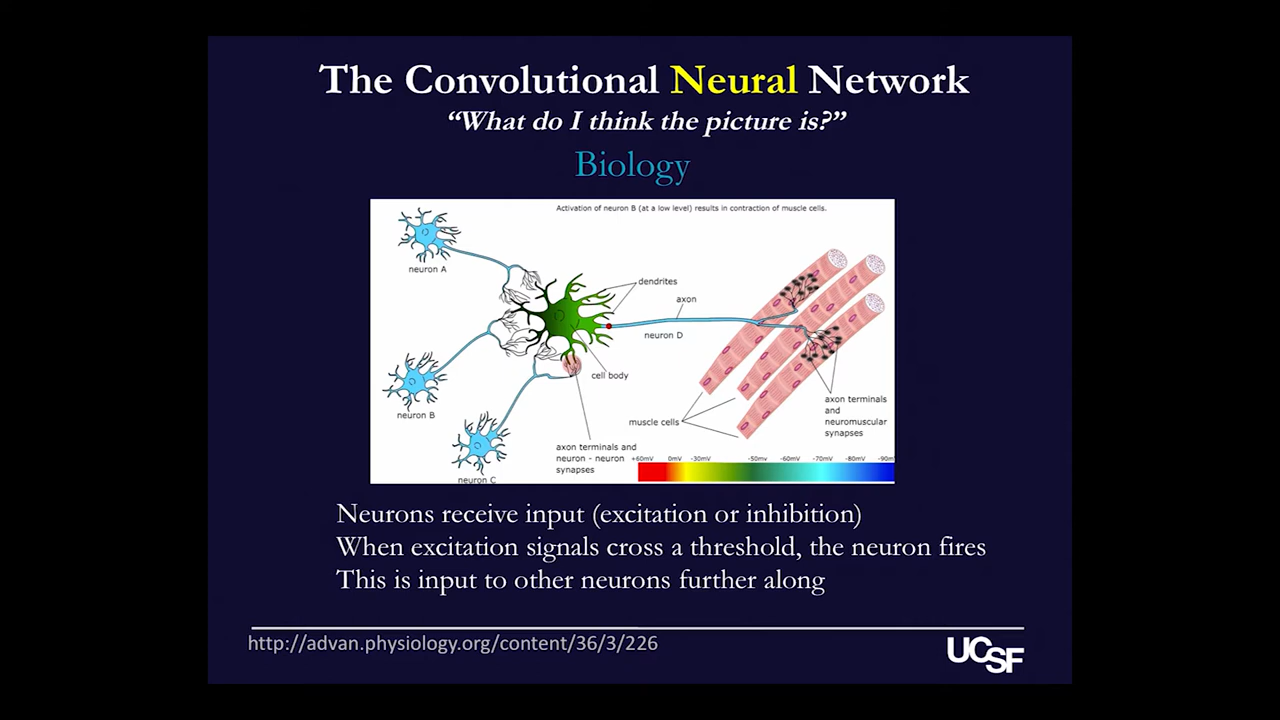 The Convolutional Neural Network
“What do I think the picture is?”
Biology
Activation of neuron B (at a low level) results in contraction of muscle cells.
neuron A
dendrites
axon
neuron D
cell body
neuron B
muscle cells
axon terminals
and
neuromuscular
synapses
axon terminals and
neuron - neuron
synapses
neuron C
+60mV 0mV -30mV -50mv -60mV -70mV -80mV -90m
Neurons receive input (excitation or inhibition)
When excitation signals cross a threshold, the neuron fires
This is input to other neurons further along
http://advan.physiology.org/content/36/3/226
UCSF